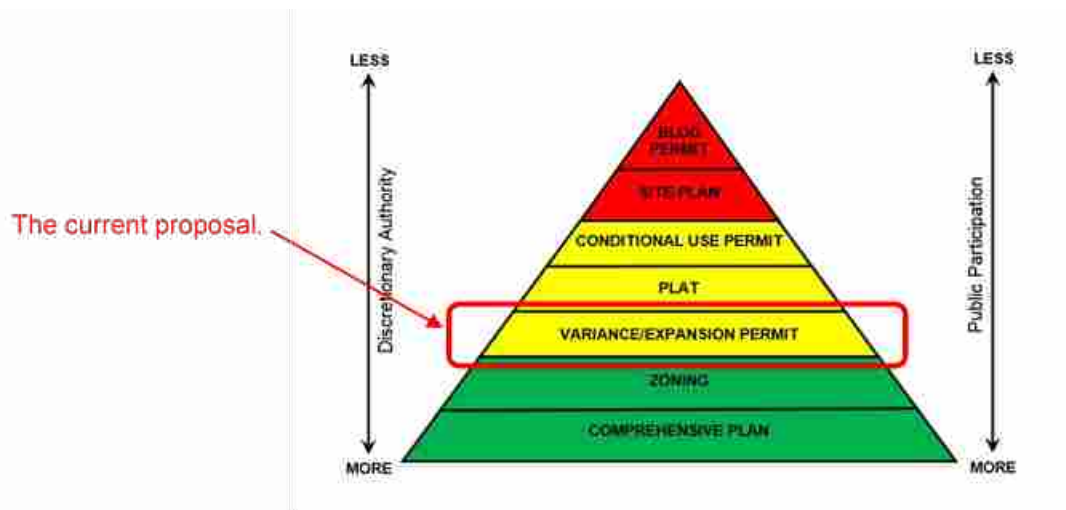 LESS
LESS
BLDG
PERMIT
SITE PLAN
The current proposal.
Discretionary Authority
CONDITIONAL USE PERMIT
Public Participation
PLAT
VARIANCE/EXPANSION PERMIT
ZONING
COMPREHENSIVE PLAN
MORE
MORE